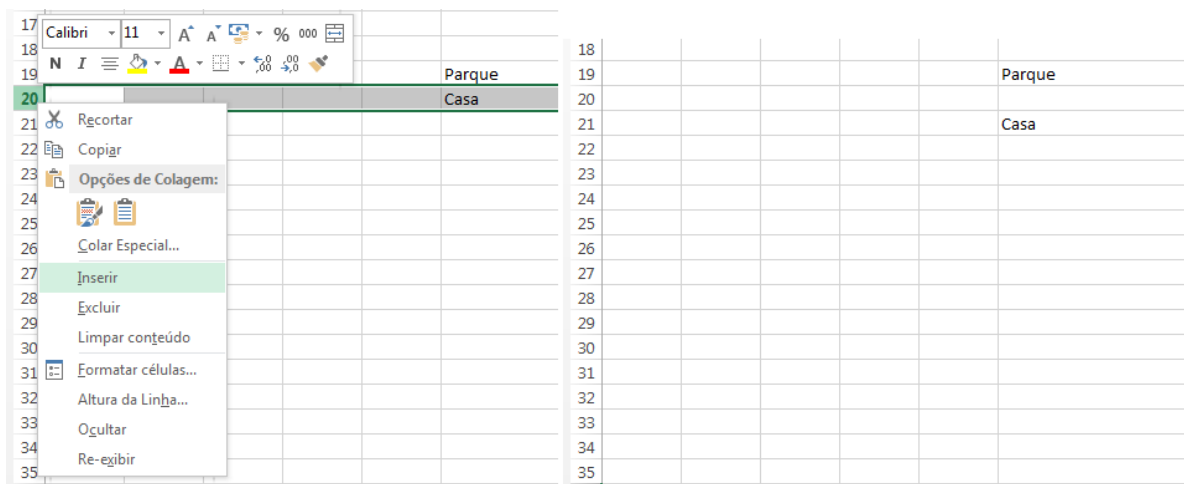 17
Calibri 11 A A % 000
18
N I A ,00 ,0 ,00 ,0
19 Parque
20 Casa
21 Recortar
22 Copiar
23 Opções de Colagem:
24
25
26 Colar Especial...
27 Inserir
28 Excluir
29 Limpar conteúdo
30
31 Formatar células...
32 Altura da Linha...
33 Ocultar
34 Re-exibir
35
18
19 Parque
20
21 Casa
22
23
24
25
26
27
28
29
30
31
32
33
34
35